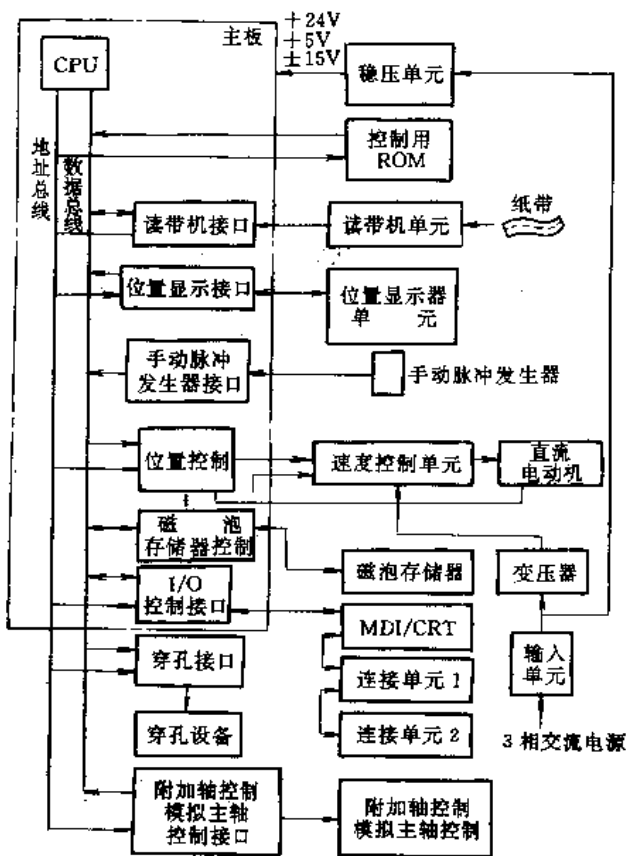 主板
+24V
+5V
±15V
CPU
稳压单元
控制用
ROM
地址总线
数据总线
读带机接口
读带机单元
纸带
位置显示接口
位置显示器
单 元
手动脉冲
发生器接口
手动脉冲发生器
位置控制
速度控制单元
直流
电动机
磁 泡
存储器控制
磁泡存储器
变压器
I/O
控制接口
MDI/CRT
穿孔接口
连接单元1
输入
单元
穿孔设备
连接单元2
3相交流电源
附加轴控制
模拟主轴
控制接口
附加轴控制
模拟主轴控制